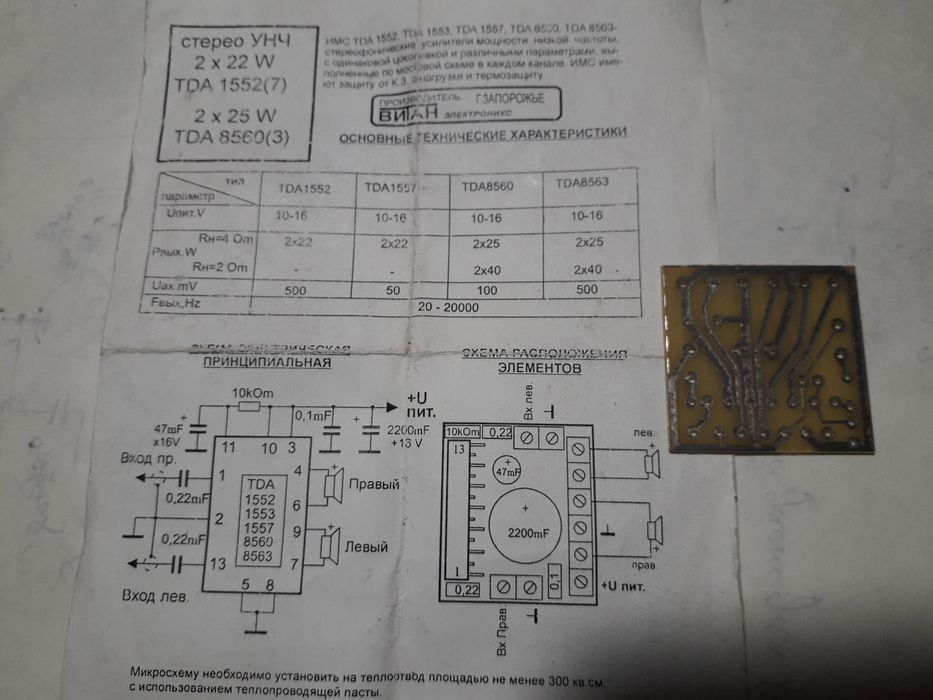 стерео УНЧ
2 x 22 W
TDA 1552(7)
2 x 25 W
TDA 8560(3)
ИМС TDA 1552, TDA 1553, TDA 1557, TDA 8560, TDA 8563-
стереофонические усилители мощности низкой частоты,
с одинаковой цоколёвкой и различными параметрами, вы-
полненные по мостовой схеме в каждом канале. ИМС име-
ют защиту от К.З. в нагрузке и термозащиту.
ПРОИЗВОДИТЕЛЬ Г.ЗАПОРОЖЬЕ
ВИТАН ЭЛЕКТРОНИКС
ОСНОВНЫЕ ТЕХНИЧЕСКИЕ ХАРАКТЕРИСТИКИ
тип
параметр
TDA1552 TDA1557 TDA8560 TDA8563
Uпит.V 10-16 10-16 10-16 10-16
Rн=4 Om 2x22 2x22 2x25 2x25
Pвых.W
Rн=2 Om - - 2x40 2x40
Uвх.mV 500 50 100 500
Fвых,Hz 20 - 20000
СХЕМА ЭЛЕКТРИЧЕСКАЯ
ПРИНЦИПИАЛЬНАЯ
10kOm
+
47mF
x16V
0,1mF
+
2200mF
+16 V
+U
пит.
11 10 3
Вход пр.
0,22mF
1
2
0,22mF
13
Вход лев.
TDA
1552
1553
1557
8560
8563
4
6
9
7
5 8
+
Правый
+
Левый
СХЕМА РАСПОЛОЖЕНИЯ
ЭЛЕМЕНТОВ
Вх.лев.
10kOm 0,22
13
+
47mF
+
2200mF
1
0,22
0,1
Вх.Прав.
лев.
+
+
прав.
+U пит.
Микросхему необходимо установить на теплоотвод площадью не менее 300 кв.см.
с использованием теплопроводящей пасты.